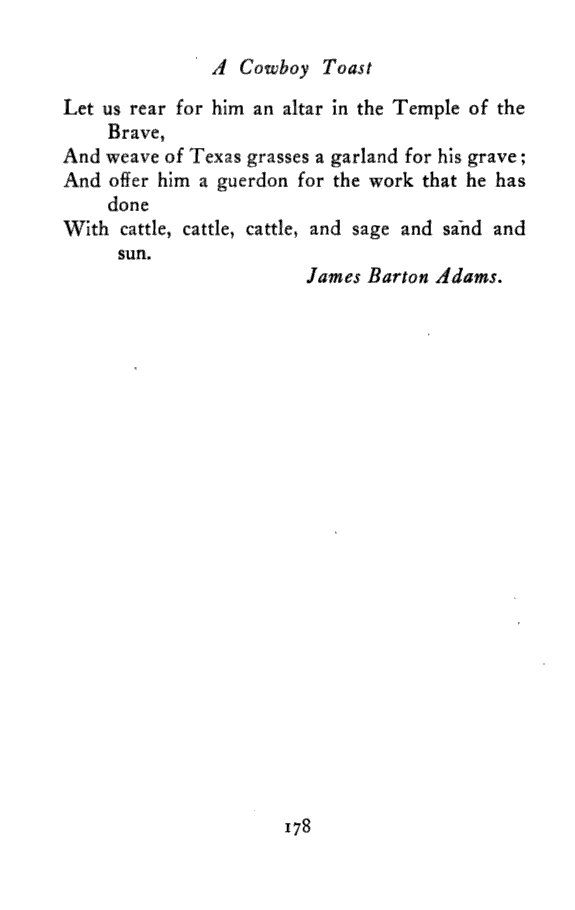 A Cowboy Toast
Let us rear for him an altar in the Temple of the
Brave,
And weave of Texas grasses a garland for his grave;
And offer him a guerdon for the work that he has
done
With cattle, cattle, cattle, and sage and sand and
sun.
James Barton Adams.
178